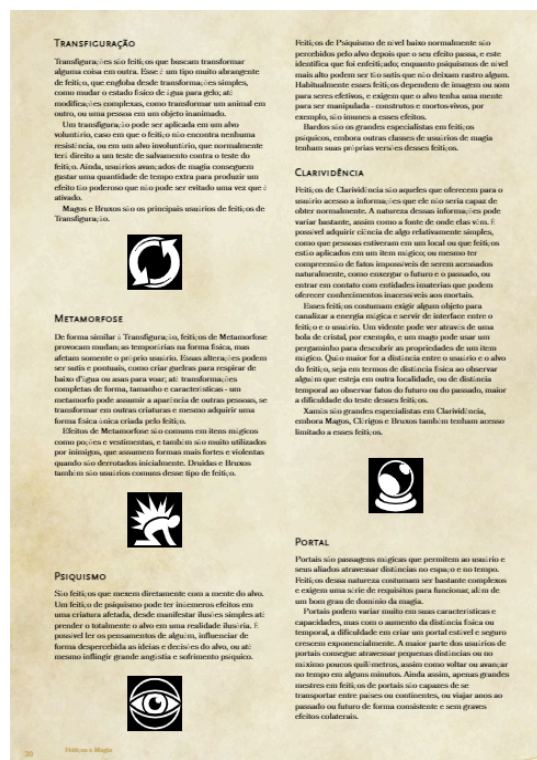 TRANSFIGURAÇÃO
Transfigurações são feitiços que buscam transformar
alguma coisa em outra. Esse é um tipo muito abrangente
de feitiço, que engloba desde transformações simples,
como mudar o estado físico de água para gelo; até
modificações complexas, como transformar um animal em
outro, ou uma pessoa em um objeto inanimado.
Um transfiguração pode ser aplicada em um alvo
voluntário, caso em que o feitiço não encontra nenhuma
resistência, ou em um alvo involuntário, que normalmente
terá direito a um teste de salvamento contra o teste do
feitiço. Ainda, usuários avançados de magia conseguem
gastar uma quantidade de tempo extra para produzir um
efeito tão poderoso que não pode ser evitado uma vez que é
ativado.
Magos e Bruxos são os principais usuários de feitiços de
Transfiguração.
METAMORFOSE
De forma similar à Transfiguração, feitiços de Metamorfose
provocam mudanças temporárias na forma física, mas
afetam somente o próprio usuário. Essas alterações podem
ser sutis e pontuais, como criar guelras para respirar de
baixo d'água ou asas para voar; até transformações
completas de forma, tamanho e características - um
metamorfo pode assumir a aparência de outras pessoas, se
transformar em outras criaturas e mesmo adquirir uma
forma física única criada pelo feitiço.
Efeitos de Metamorfose são comuns em itens mágicos
como poções e vestimentas, e também são muito utilizados
por inimigos, que assumem formas mais fortes e violentas
quando são derrotados inicialmente. Druidas e Bruxos
também são usuários comuns desse tipo de feitiço.
PSIQUISMO
São feitiços que mexem diretamente com a mente do alvo.
Um feitiço de psiquismo pode ter inúmeros efeitos em
uma criatura afetada, desde manifestar ilusões simples até
prender o totalmente o alvo em uma realidade ilusória. É
possível ler os pensamentos de alguém, influenciar de
forma despercebida as ideias e decisões do alvo, ou até
mesmo infligir grande angústia e sofrimento psíquico.
Feitiços de Psiquismo de nível baixo normalmente são
percebidos pelo alvo depois que o seu efeito passa, e este
identifica que foi enfeitiçado; enquanto psiquismos de nível
mais alto podem ser tão sutis que não deixam rastro algum.
Habitualmente esses feitiços dependem de imagem ou som
para seres efetivos, e exigem que o alvo tenha uma mente
para ser manipulada - construtos e mortos-vivos, por
exemplo, são imunes a esses efeitos.
Bardos são os grandes especialistas em feitiços
psíquicos, embora outras classes de usuários de magia
tenham suas próprias versões desses feitiços.
CLARIVIDÊNCIA
Feitiços de Clarividência são aqueles que oferecem para o
usuário acesso a informações que ele não seria capaz de
obter normalmente. A natureza dessas informações pode
variar bastante, assim como a fonte de onde elas vêm. É
possível adquirir ciência de algo relativamente simples,
como que pessoas estiveram em um local ou que feitiços
estão aplicados em um item mágico; ou mesmo ter
compreensão de fatos impossíveis de serem acessados
naturalmente, como enxergar o futuro e o passado, ou
entrar em contato com entidades imaterias que podem
oferecer conhecimentos inacessíveis aos mortais.
Esses feitiços costumam exigir algum objeto para
canalizar a energia mágica e servir de interface entre o
feitiço e o usuário. Um vidente pode ver através de uma
bola de cristal, por exemplo, e um mago pode usar um
pergaminho para descobrir as propriedades de um item
mágico. Quão maior for a distância entre o usuário e o alvo
do feitiço, seja em termos de distância física ao observar
alguém que esteja em outra localidade, ou de distância
temporal ao observar fatos do futuro ou do passado, maior
a dificuldade do teste desses feitiços.
Xamãs são grandes especialistas em Clarividência,
embora Magos, Clérigos e Bruxos também tenham acesso
limitado a esses feitiços.
PORTAL
Portais são passagens mágicas que permitem ao usuário e
seus aliados atravessar distâncias no espaço e no tempo.
Feitiços dessa natureza costumam ser bastante complexos
e exigem uma série de requisitos para funcionar, além de
um bom grau de domínio da magia.
Portais podem variar muito em suas características e
capacidades, mas com o aumento da distância física ou
temporal, a dificuldade em criar um portal estável e seguro
crescem exponencialmente. A maior parte dos usuários de
portais consegue atravessar pequenas distâncias ou no
máximo poucos quilômetros, assim como voltar ou avançar
no tempo em alguns minutos. Ainda assim, apenas grandes
mestres em feitiços de portais são capazes de se
transportar entre países ou continentes, ou viajar anos ao
passado ou futuro de forma consistente e sem graves
efeitos colaterais.
20
Feitiços e Magia